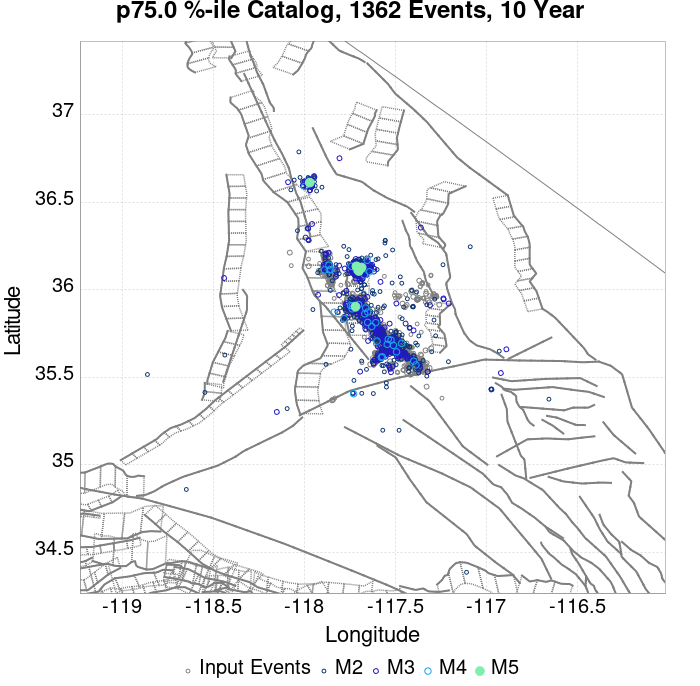 p75.0 %-ile Catalog, 1362 Events, 10 Year
37
36.5
36
35.5
35
34.5
Latitude
-119
-118.5
-118
-117.5
-117
-116.5
Longitude
Input Events
M2
M3
M4
M5